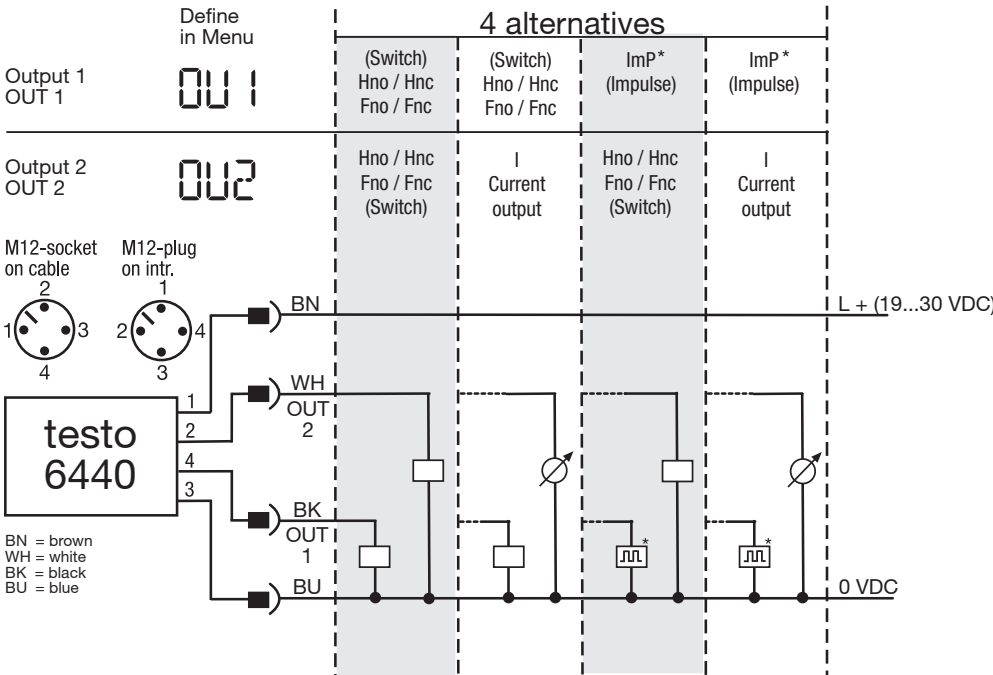 Define
in Menu
4 alternatives
Output 1
OUT 1
OU1
(Switch)
Hno / Hnc
Fno / Fnc
(Switch)
Hno / Hnc
Fno / Fnc
ImP*
(Impulse)
ImP*
(Impulse)
Output 2
OUT 2
OU2
Hno / Hnc
Fno / Fnc
(Switch)
I
Current
output
Hno / Hnc
Fno / Fnc
(Switch)
I
Current
output
M12-socket
on cable
2
1
3
4
M12-plug
on intr.
1
2
4
3
BN
L + (19...30 VDC)
testo
6440
1
2
4
3
WH
OUT
2
BK
OUT
1
*
*
BU
0 VDC
BN = brown
WH = white
BK = black
BU = blue